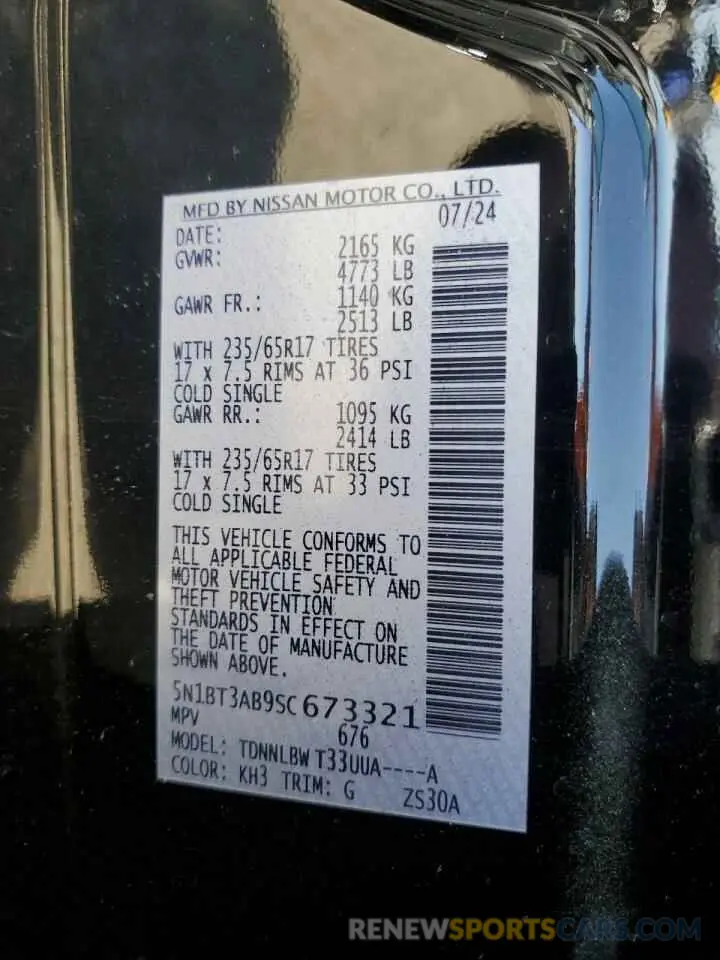 MFD BY NISSAN MOTOR CO., LTD.
DATE: 07/24
GVWR: 2165 KG
4773 LB
GAWR FR.: 1140 KG
2513 LB
WITH 235/65R17 TIRES
17 x 7.5 RIMS AT 36 PSI
COLD SINGLE
GAWR RR.: 1095 KG
2414 LB
WITH 235/65R17 TIRES
17 x 7.5 RIMS AT 33 PSI
COLD SINGLE
THIS VEHICLE CONFORMS TO
ALL APPLICABLE FEDERAL
MOTOR VEHICLE SAFETY AND
THEFT PREVENTION
STANDARDS IN EFFECT ON
THE DATE OF MANUFACTURE
SHOWN ABOVE.
5N1BT3AB9SC673321
MPV 676
MODEL: TDNNLBW T33UUA----A
COLOR: KH3 TRIM: G ZS30A
RENEWSPORTSCARS.COM